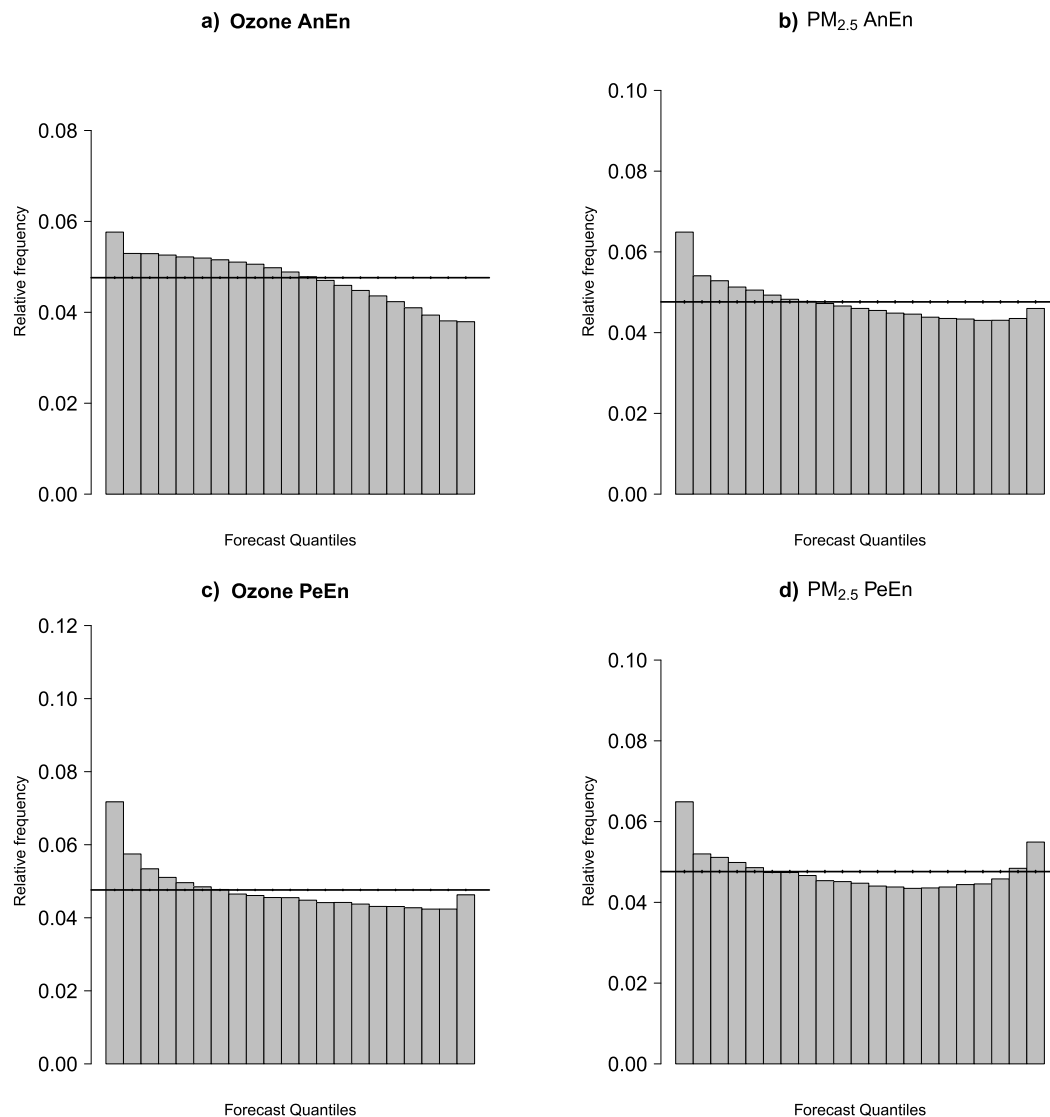 a) Ozone AnEn
b) PM2.5 AnEn
0.08
0.06
0.04
0.02
0.00
Relative frequency
Forecast Quantiles
0.10
0.08
0.06
0.04
0.02
0.00
Relative frequency
Forecast Quantiles
c) Ozone PeEn
d) PM2.5 PeEn
0.12
0.10
0.08
0.06
0.04
0.02
0.00
Relative frequency
Forecast Quantiles
0.10
0.08
0.06
0.04
0.02
0.00
Relative frequency
Forecast Quantiles